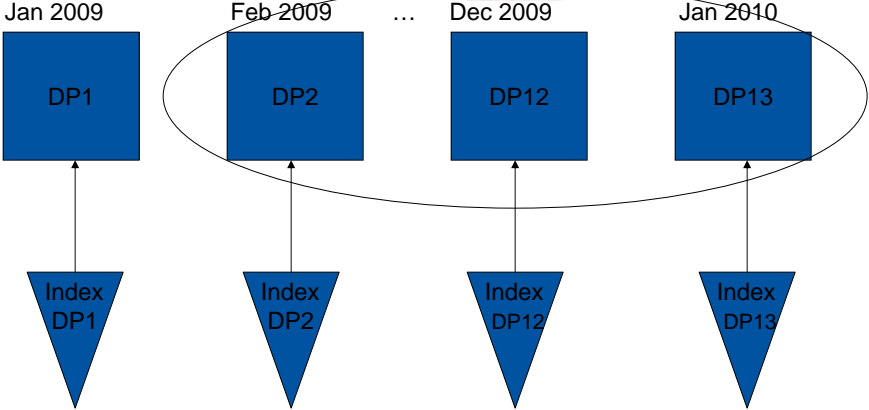 Jan 2009 Feb 2009 … Dec 2009 Jan 2010
DP1 DP2 DP12 DP13
Index Index Index Index
DP1 DP2 DP12 DP13